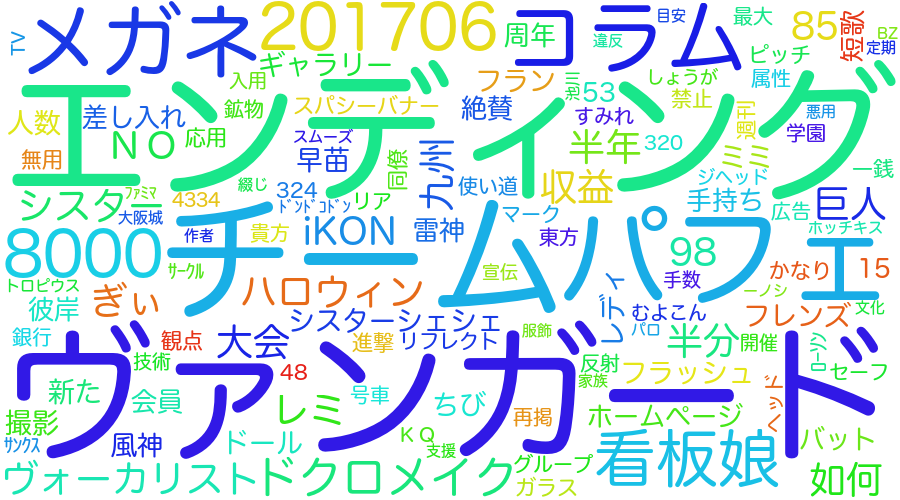 メガネ
201706
コラム
目安
最大
85
短歌
BZ
定期
TV
ギャラリー
周年
違反
ピッチ
入用
フラン
しょうが
属性
人数
差し入れ
鉱物
スパシーバナー
絶賛
53
禁止
週刊
悪用
エンディング
NO
応用
スムーズ
すみれ
学園
無用
早苗
同僚
九州
半年
320
ミミ
一銭
綴じ
使い道
収益
ジヘッド
手持ち
シスター
ファミマ
4334
324
リア
大阪城
ドンドコドン
マーク
広告
巨人
ホッチキス
8000
作者
貴方
iKON
雷神
東方
チームパフェ
エ
98
サークル
宣伝
手数
かなり
15
トロピウス
ーノシ
彼岸
ぎぃ
ハロウィン
レディ
むよこん
フレンズ
文化
銀行
観点
大会
シスターシェシェ
進撃
リフレクト
服飾
パロ
半分
開催
ローソン
技術
48
反射
フラッシュ
セーフ
ヴァンガード
新た
会員
号車
家族
ヘッド
撮影
レミ
ちび
再掲
ホームページ
サンクス
風神
ドール
KQ
支援
看板娘
バット
ヴォーカリスト
ドクロメイク
グループ
ガラス
如何